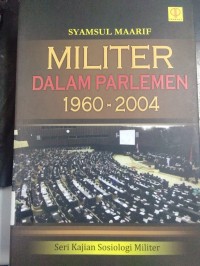 SYAMSUL MAARIF
MILITER
DALAM PARLEMEN
1960-2004
Seri Kajian Sosiologi Militer